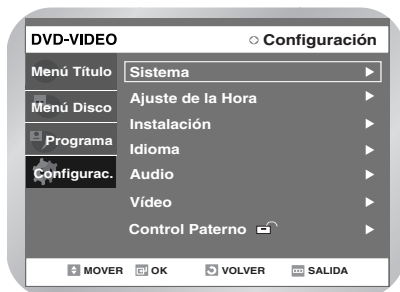 DVD-VIDEO
Configuración
Menú Título
Menú Disco
Programa
Configurac.
Sistema
Ajuste de la Hora
Instalación
Idioma
Audio
Vídeo
Control Paterno
MOVER OK VOLVER SALIDA